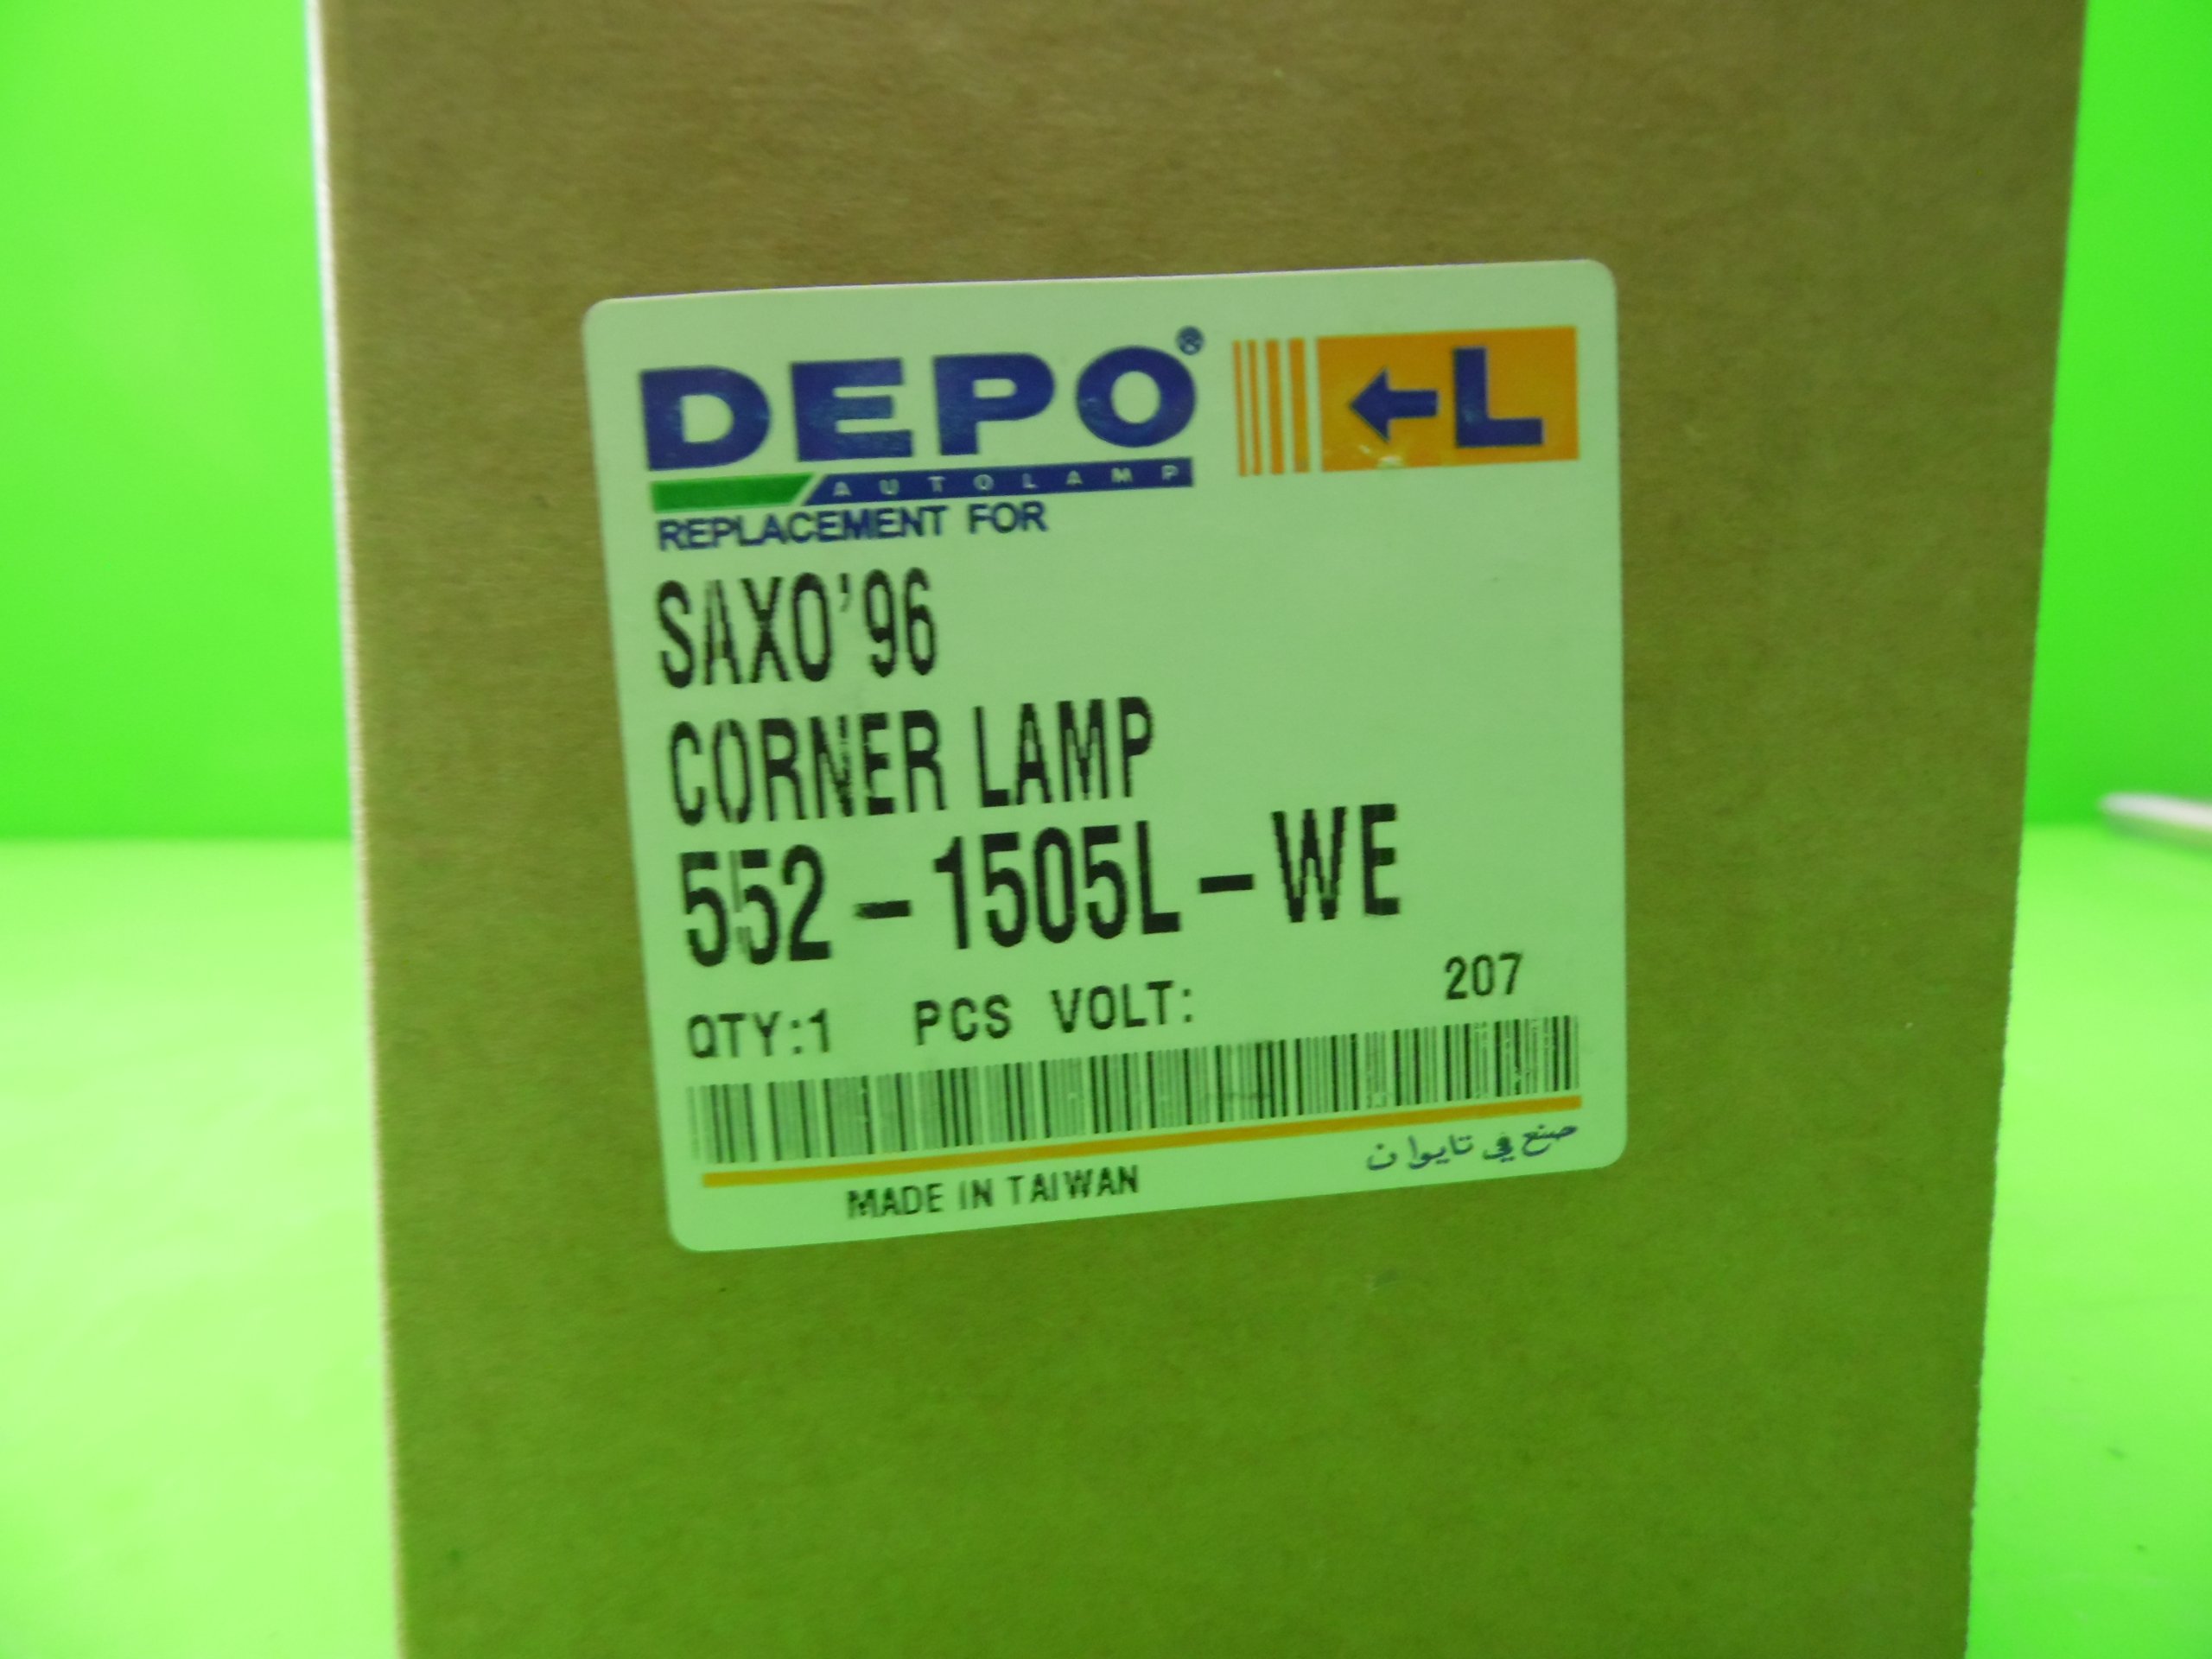 DEPO® ←L
AUTOLAMP
REPLACEMENT FOR
SAXO'96
CORNER LAMP
552-1505L-WE
207
QTY:1 PCS VOLT:
صنع في تايوان
MADE IN TAIWAN